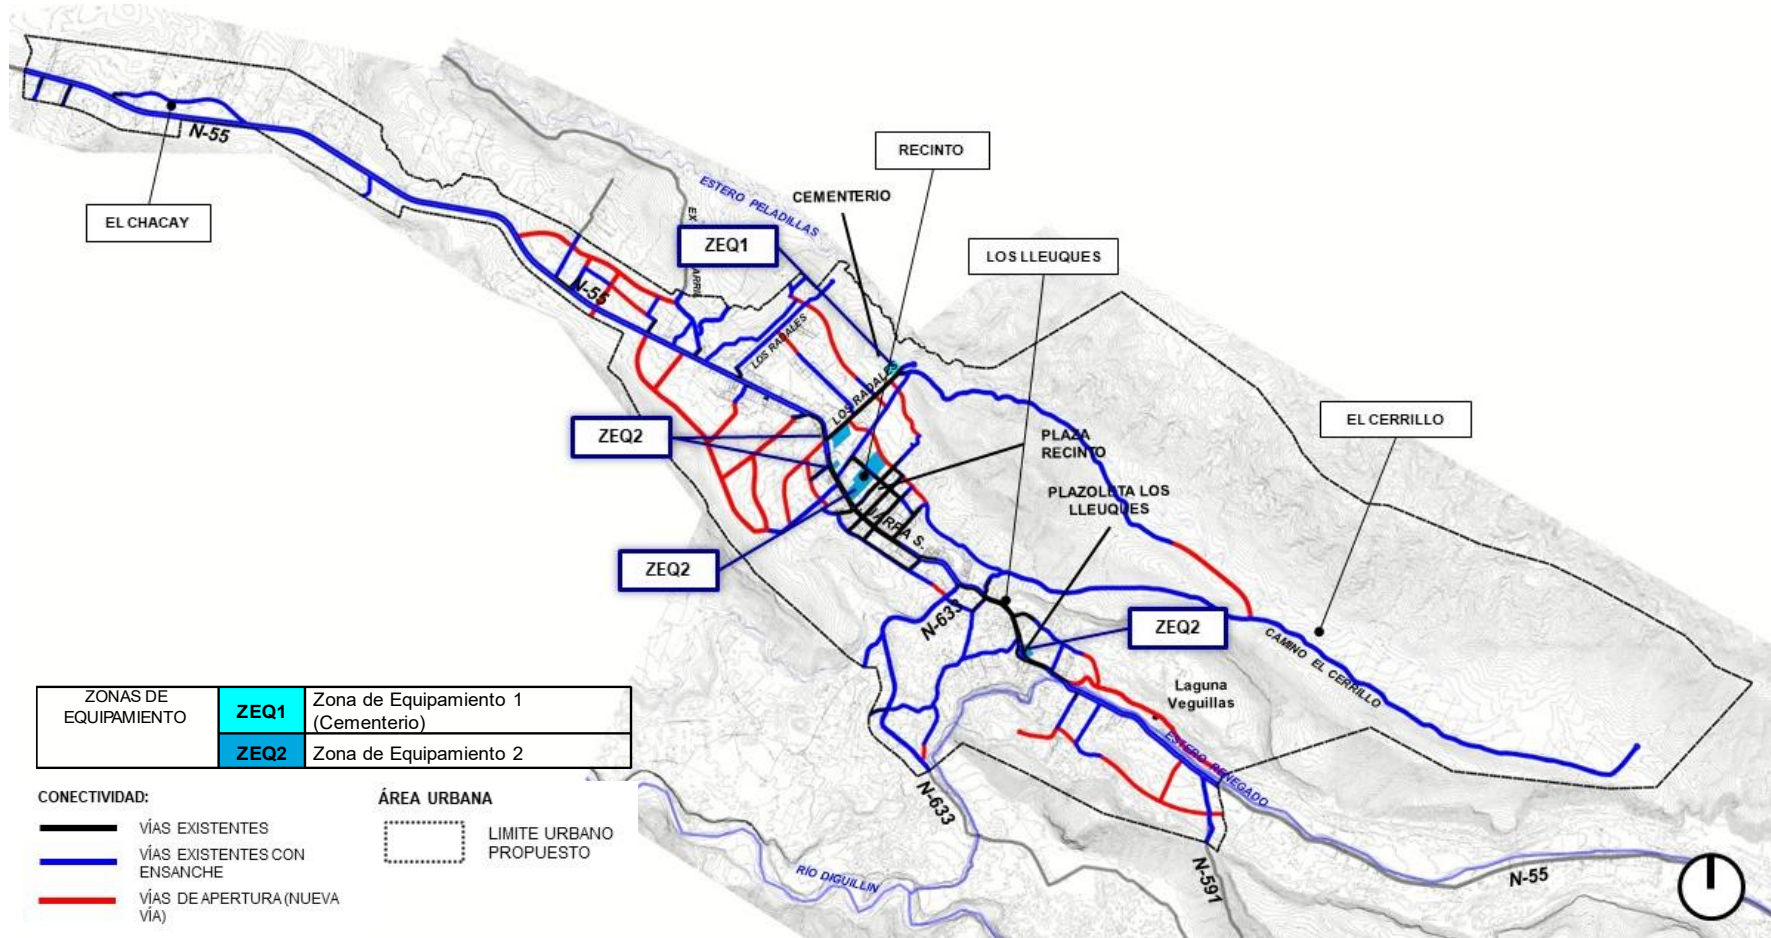 N-55
EL CHACAY
RECINTO
CEMENTERIO
ESTERO PELADILLAS
ZEQ1
LOS LLEUQUES
N-55
LOS RADALES
LOS RADALES
EL CERRILLO
ZEQ2
PLAZA
RECINTO
PLAZOLETA LOS
LLEUQUES
ZEQ2
N-633
ZEQ2
CAMINO EL CERRILLO
Laguna
Veguillas
ESTERO RENEGADO
N-633
RÍO DIGUILLIN
N-591
N-55
ZONAS DE
EQUIPAMIENTO
ZEQ1
Zona de Equipamiento 1
(Cementerio)
ZEQ2
Zona de Equipamiento 2
CONECTIVIDAD:
VÍAS EXISTENTES
VÍAS EXISTENTES CON
ENSANCHE
VÍAS DE APERTURA (NUEVA
VÍA)
ÁREA URBANA
LIMITE URBANO
PROPUESTO